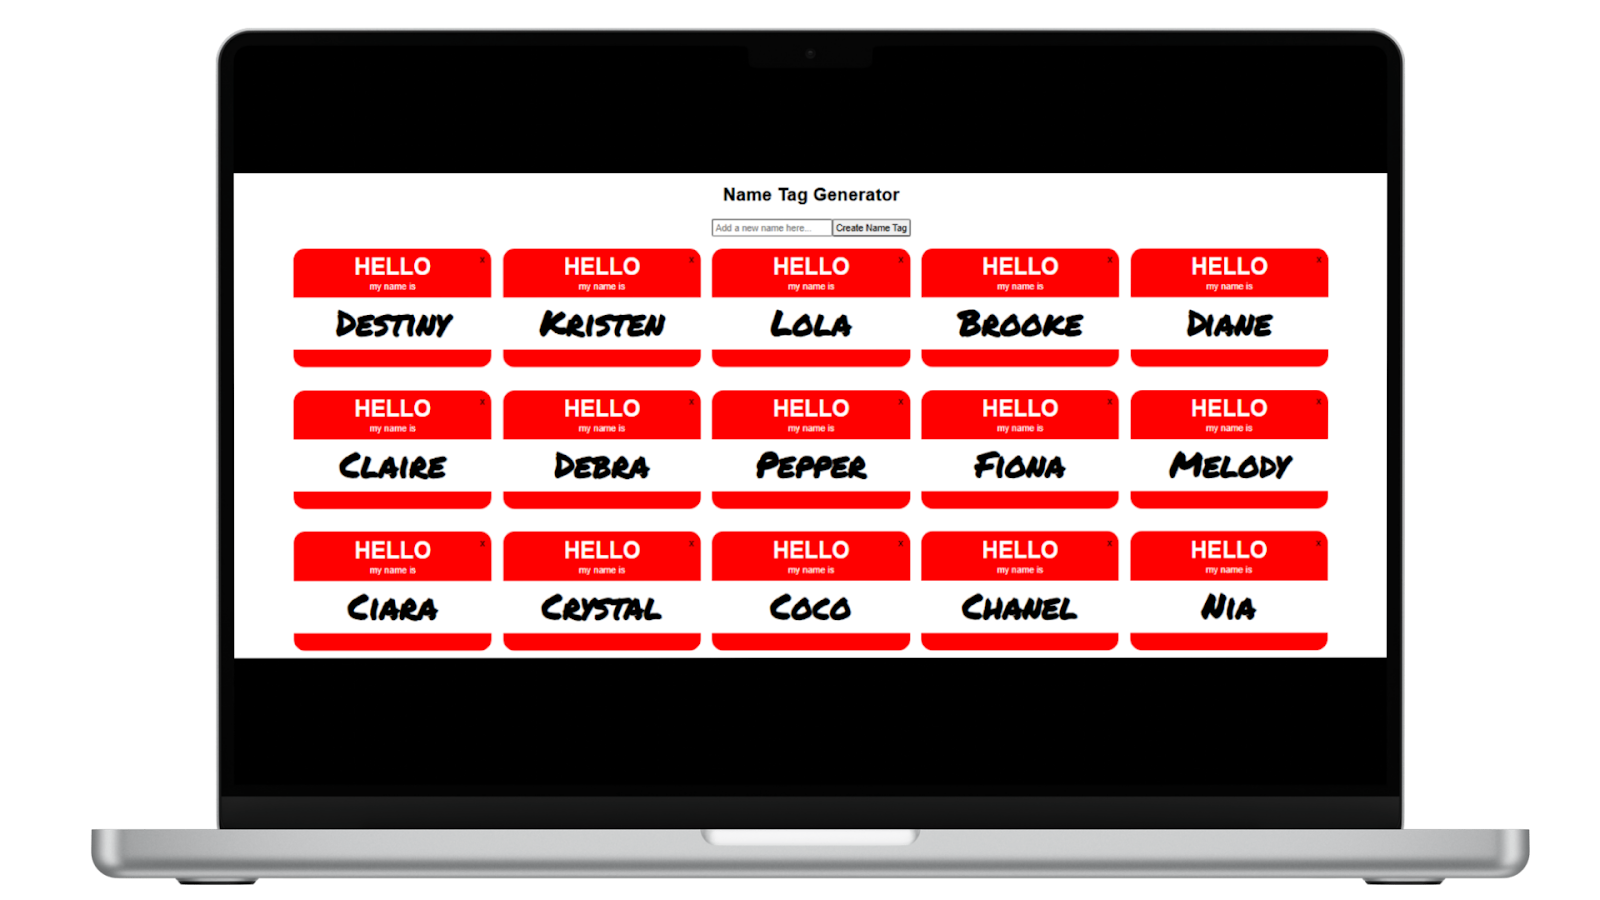 Name Tag Generator
Add a new name here... Create Name Tag
x x x x x
HELLO HELLO HELLO HELLO HELLO
my name is my name is my name is my name is my name is
Destiny Kristen Lola Brooke Diane
x x x x x
HELLO HELLO HELLO HELLO HELLO
my name is my name is my name is my name is my name is
Claire Debra Pepper Fiona Melody
x x x x x
HELLO HELLO HELLO HELLO HELLO
my name is my name is my name is my name is my name is
Ciara Crystal Coco Chanel Nia